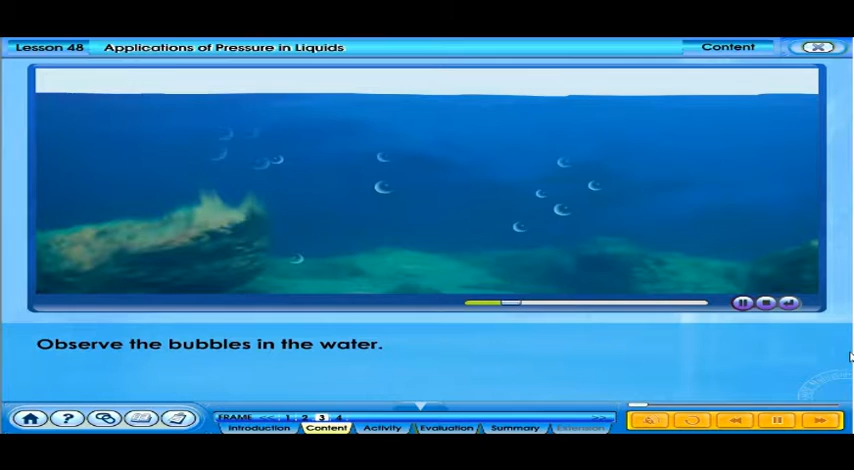 Lesson 48 Applications of Pressure in Liquids Content
Observe the bubbles in the water.
FRAME << 1 2 3 4 >>
Introduction Content Activity Evaluation Summary Extension